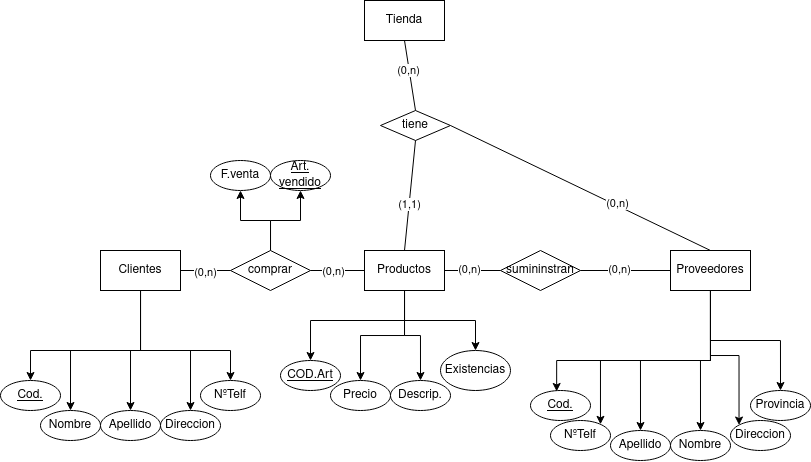 Tienda
(0,n)
tiene
F.venta
Art.
vendido
(1,1)
(0,n)
Clientes
(0,n)
comprar
(0,n)
Productos
(0,n)
sumininstran
(0,n)
Proveedores
COD.Art
Existencias
Cod.
NºTelf
Precio
Descrip.
Cod.
Provincia
Nombre
Apellido
Direccion
NºTelf
Apellido
Nombre
Direccion